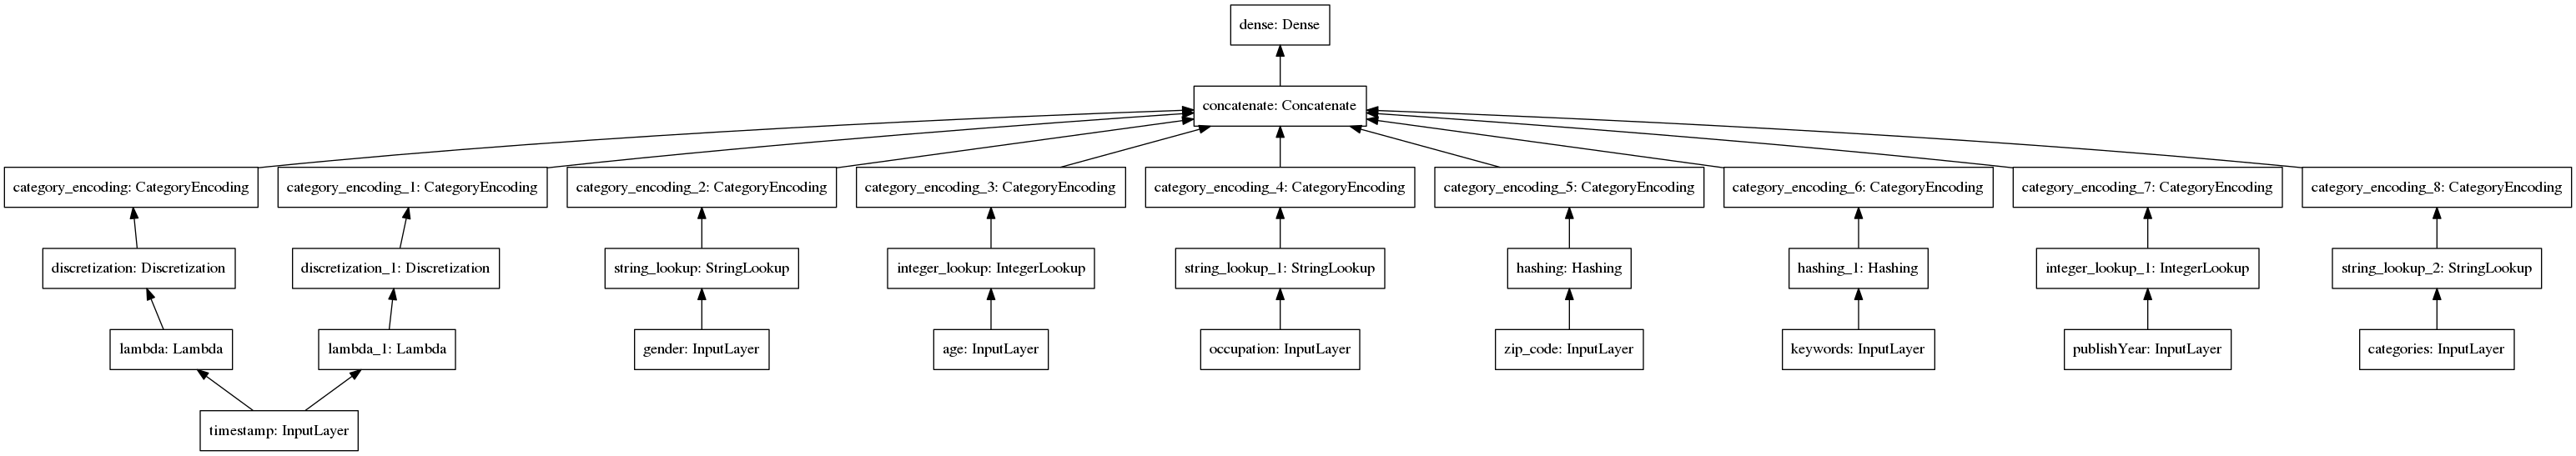 dense: Dense
concatenate: Concatenate
category_encoding: CategoryEncoding
category_encoding_1: CategoryEncoding
category_encoding_2: CategoryEncoding
category_encoding_3: CategoryEncoding
category_encoding_4: CategoryEncoding
category_encoding_5: CategoryEncoding
category_encoding_6: CategoryEncoding
category_encoding_7: CategoryEncoding
category_encoding_8: CategoryEncoding
discretization: Discretization
discretization_1: Discretization
string_lookup: StringLookup
integer_lookup: IntegerLookup
string_lookup_1: StringLookup
hashing: Hashing
hashing_1: Hashing
integer_lookup_1: IntegerLookup
string_lookup_2: StringLookup
lambda: Lambda
lambda_1: Lambda
gender: InputLayer
age: InputLayer
occupation: InputLayer
zip_code: InputLayer
keywords: InputLayer
publishYear: InputLayer
categories: InputLayer
timestamp: InputLayer